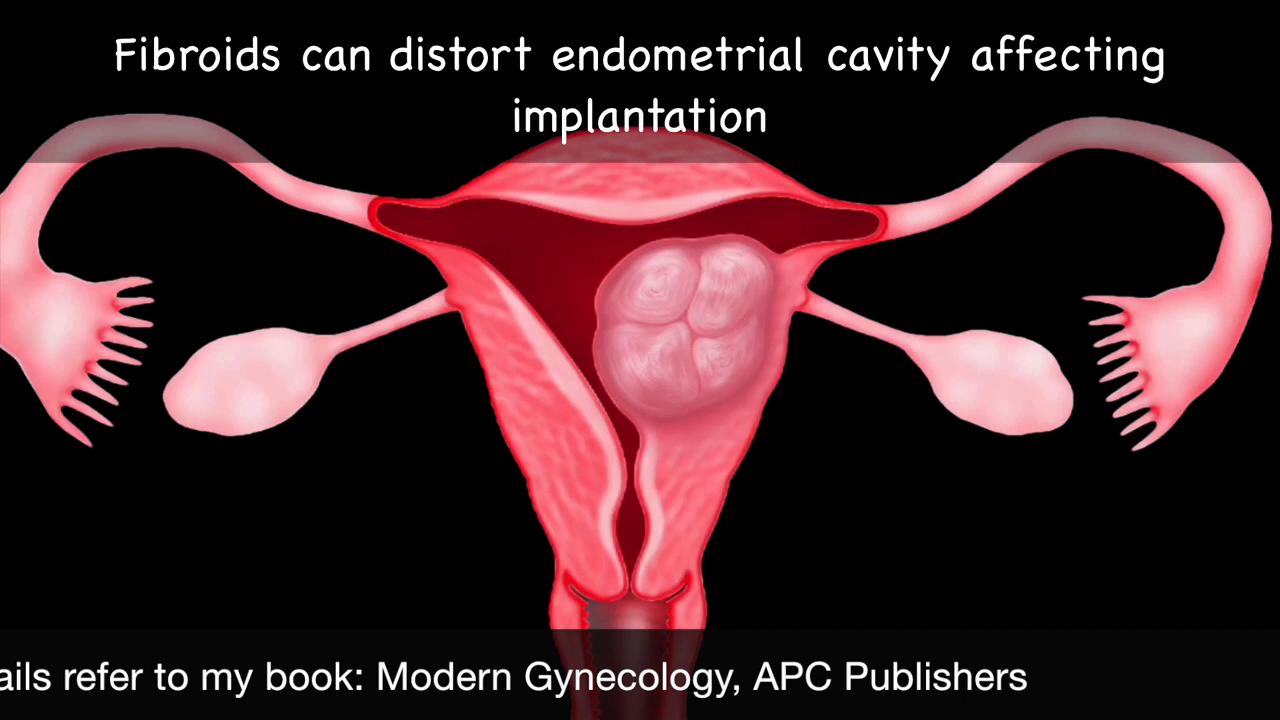 Fibroids can distort endometrial cavity affecting
implantation
ails refer to my book: Modern Gynecology, APC Publishers